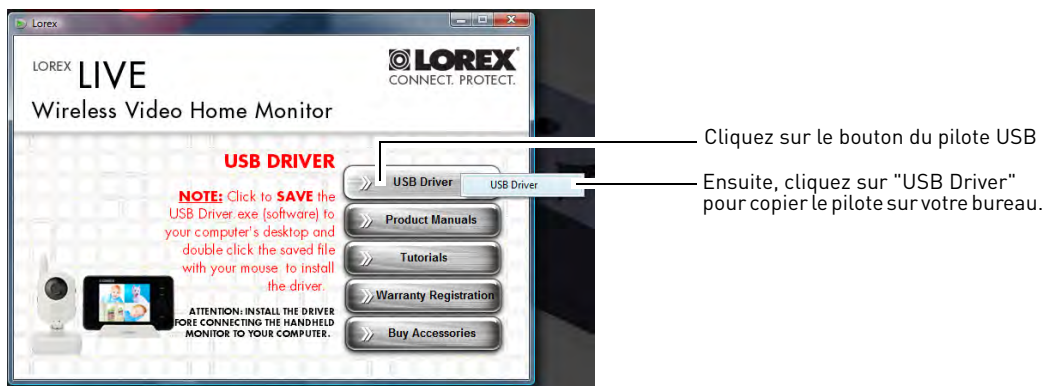 Lorex
LOREX LIVE
Wireless Video Home Monitor
LOREX
CONNECT. PROTECT.
USB DRIVER
NOTE: Click to SAVE the
USB Driver.exe (software) to
your computer's desktop and
double click the saved file
with your mouse to install
the driver.
ATTENTION: INSTALL THE DRIVER
FORE CONNECTING THE HANDHELD
MONITOR TO YOUR COMPUTER.
USB Driver
USB Driver
Product Manuals
Tutorials
Warranty Registration
Buy Accessories
Cliquez sur le bouton du pilote USB
Ensuite, cliquez sur "USB Driver"
pour copier le pilote sur votre bureau.